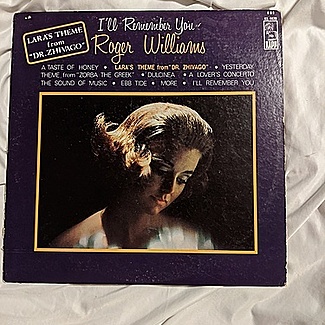 I'll Remember You
Roger Williams
LARA'S THEME
from
"DR. ZHIVAGO"
A TASTE OF HONEY • LARA'S THEME from "DR. ZHIVAGO" • YESTERDAY
THEME from "ZORBA THE GREEK" • DULCINEA • A LOVER'S CONCERTO
THE SOUND OF MUSIC • EBB TIDE • MORE • I'LL REMEMBER YOU
KAPP